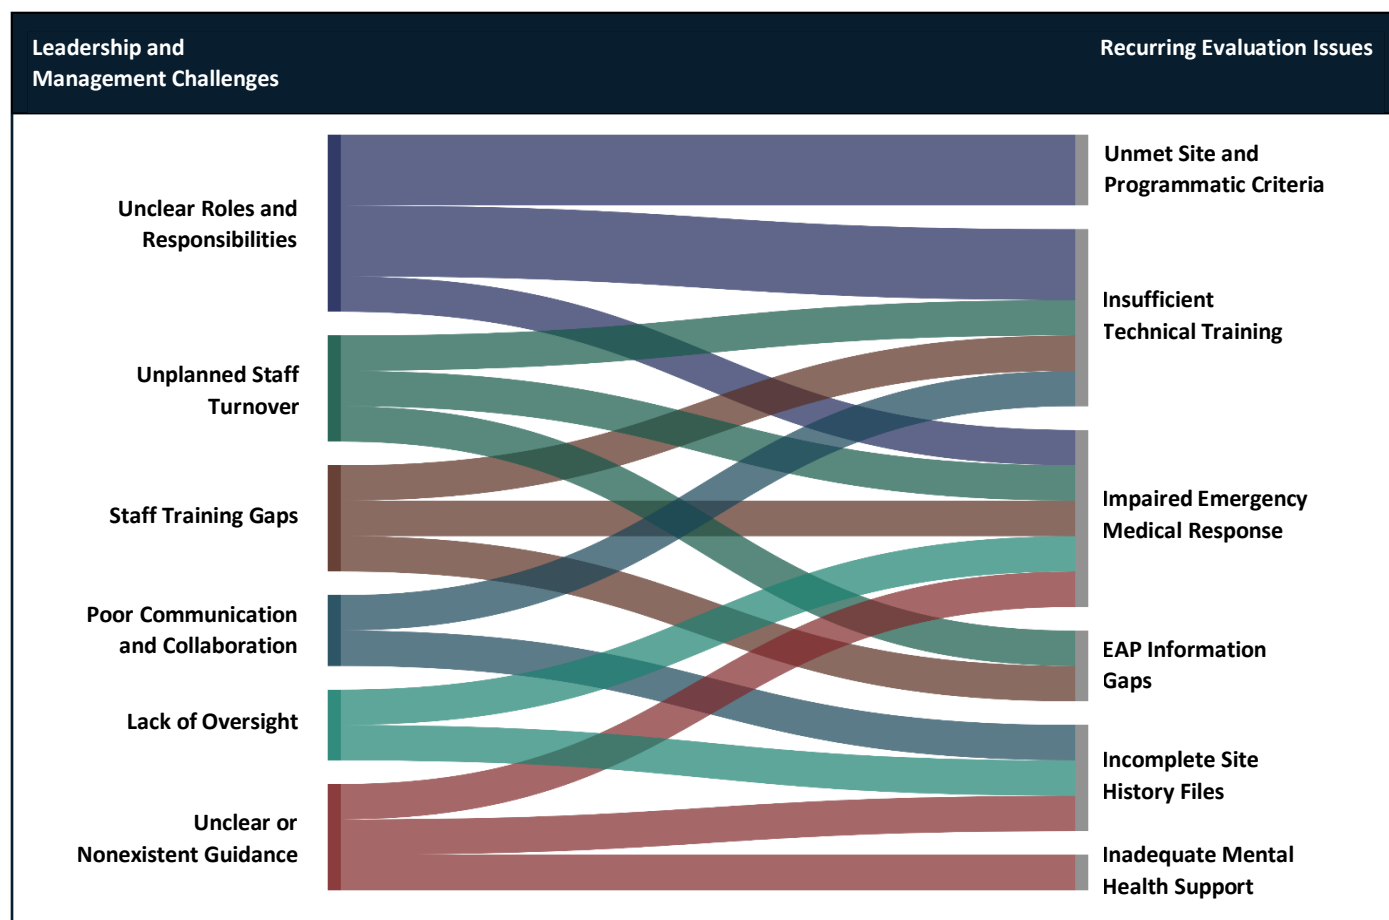 Leadership and
Management Challenges
Recurring Evaluation Issues
Unclear Roles and
Responsibilities
Unplanned Staff
Turnover
Staff Training Gaps
Poor Communication
and Collaboration
Lack of Oversight
Unclear or
Nonexistent Guidance
Unmet Site and
Programmatic Criteria
Insufficient
Technical Training
Impaired Emergency
Medical Response
EAP Information
Gaps
Incomplete Site
History Files
Inadequate Mental
Health Support